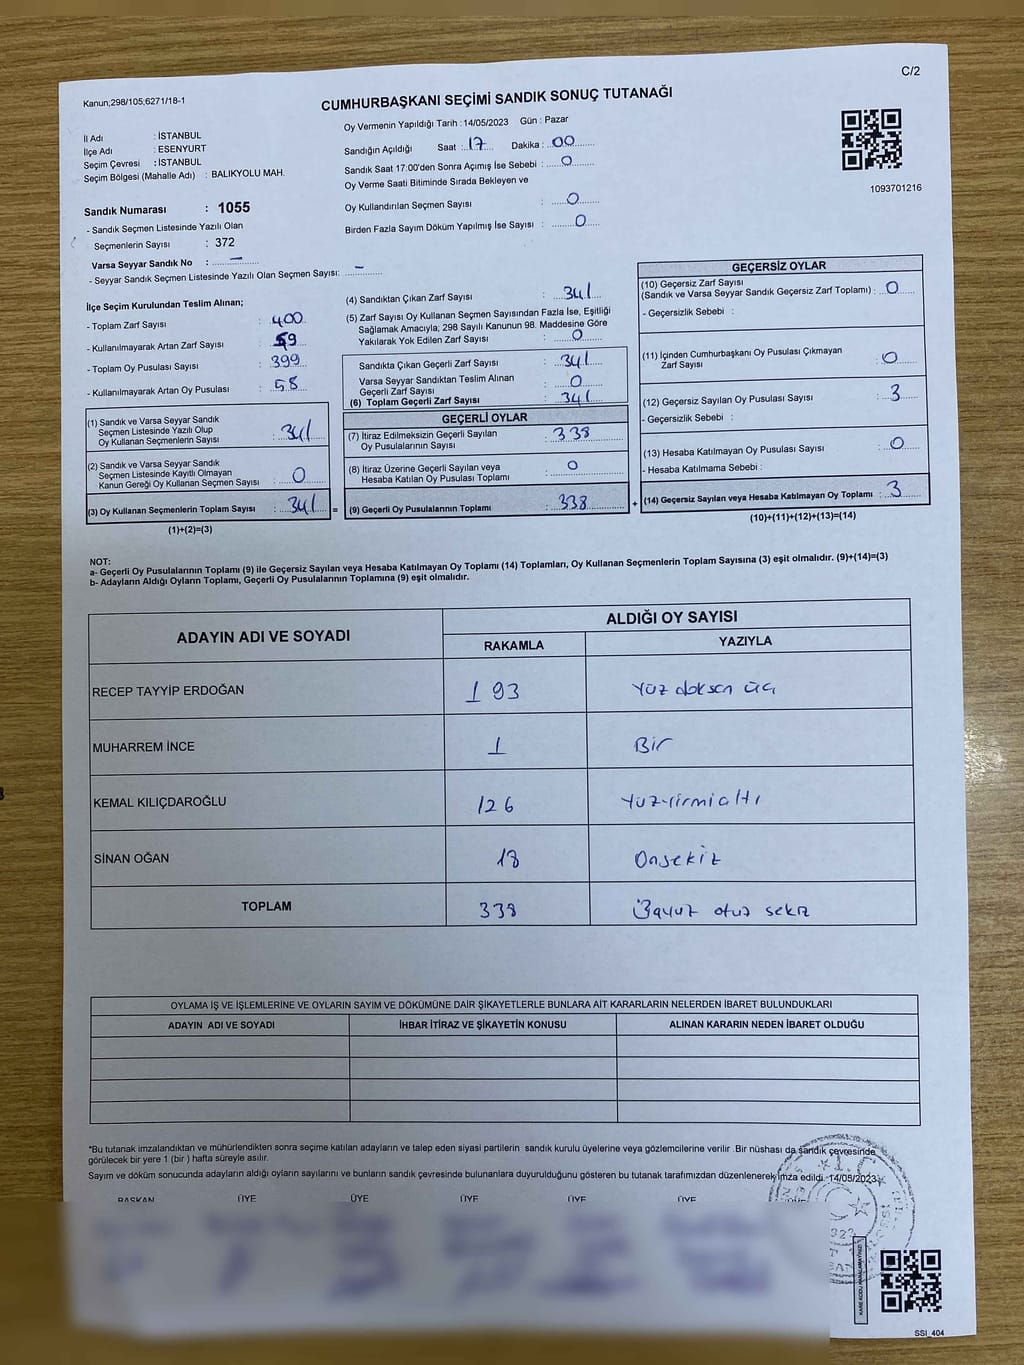 C/2
Kanun;298/105;6271/18-1
CUMHURBAŞKANI SEÇİMİ SANDIK SONUÇ TUTANAĞI
İl Adı : İSTANBUL
İlçe Adı : ESENYURT
Seçim Çevresi : İSTANBUL
Seçim Bölgesi (Mahalle Adı) : BALIKYOLU MAH.
Sandık Numarası : 1055
- Sandık Seçmen Listesinde Yazılı Olan
Seçmenlerin Sayısı : 372
Varsa Seyyar Sandık No : -
- Seyyar Sandık Seçmen Listesinde Yazılı Olan Seçmen Sayısı: -
Oy Vermenin Yapıldığı Tarih : 14/05/2023 Gün : Pazar
Sandığın Açıldığı Saat : 17 Dakika : 00
Sandık Saat 17:00'den Sonra Açımış İse Sebebi : 0
Oy Verme Saati Bitiminde Sırada Bekleyen ve
Oy Kullandırılan Seçmen Sayısı : 0
Birden Fazla Sayım Döküm Yapılmış İse Sayısı : 0
1093701216
İlçe Seçim Kurulundan Teslim Alınan;
- Toplam Zarf Sayısı : 400
- Kullanılmayarak Artan Zarf Sayısı : 59
- Toplam Oy Pusulası Sayısı : 399
- Kullanılmayarak Artan Oy Pusulası : 58
(1) Sandık ve Varsa Seyyar Sandık
Seçmen Listesinde Yazılı Olup
Oy Kullanan Seçmenlerin Sayısı : 341
(2) Sandık ve Varsa Seyyar Sandık
Seçmen Listesinde Kayıtlı Olmayan
Kanun Gereği Oy Kullanan Seçmen Sayısı : 0
(3) Oy Kullanan Seçmenlerin Toplam Sayısı : 341 =
(1)+(2)=(3)
(4) Sandıktan Çıkan Zarf Sayısı : 341
(5) Zarf Sayısı Oy Kullanan Seçmen Sayısından Fazla İse, Eşitliği
Sağlamak Amacıyla; 298 Sayılı Kanunun 98. Maddesine Göre
Yakılarak Yok Edilen Zarf Sayısı : 0
Sandıkta Çıkan Geçerli Zarf Sayısı : 341
Varsa Seyyar Sandıktan Teslim Alınan
Geçerli Zarf Sayısı : 0
(6) Toplam Geçerli Zarf Sayısı : 341
GEÇERLİ OYLAR
(7) İtiraz Edilmeksizin Geçerli Sayılan
Oy Pusulalarının Sayısı : 338
(8) İtiraz Üzerine Geçerli Sayılan veya
Hesaba Katılan Oy Pusulası Toplamı : 0
(9) Geçerli Oy Pusulalarının Toplamı : 338 +
GEÇERSİZ OYLAR
(10) Geçersiz Zarf Sayısı
(Sandık ve Varsa Seyyar Sandık Geçersiz Zarf Toplamı) : 0
- Geçersizlik Sebebi :
(11) İçinden Cumhurbaşkanı Oy Pusulası Çıkmayan
Zarf Sayısı : 0
(12) Geçersiz Sayılan Oy Pusulası Sayısı : 3
- Geçersizlik Sebebi :
(13) Hesaba Katılmayan Oy Pusulası Sayısı : 0
- Hesaba Katılmama Sebebi :
(14) Geçersiz Sayılan veya Hesaba Katılmayan Oy Toplamı : 3
(10)+(11)+(12)+(13)=(14)
NOT:
a- Geçerli Oy Pusulalarının Toplamı (9) ile Geçersiz Sayılan veya Hesaba Katılmayan Oy Toplamı (14) Toplamları, Oy Kullanan Seçmenlerin Toplam Sayısına (3) eşit olmalıdır. (9)+(14)=(3)
b- Adayların Aldığı Oyların Toplamı, Geçerli Oy Pusulalarının Toplamına (9) eşit olmalıdır.
ADAYIN ADI VE SOYADI ALDIĞI OY SAYISI
RAKAMLA YAZIYLA
RECEP TAYYİP ERDOĞAN 193 Yüz doksan üç
MUHARREM İNCE 1 Bir
KEMAL KILIÇDAROĞLU 126 Yüzyirmialtı
SİNAN OĞAN 18 Onsekiz
TOPLAM 338 Üçyüz otuz sekiz
OYLAMA İŞ VE İŞLEMLERİNE VE OYLARIN SAYIM VE DÖKÜMÜNE DAİR ŞİKAYETLERLE BUNLARA AİT KARARLARIN NELERDEN İBARET BULUNDUKLARI
ADAYIN ADI VE SOYADI İHBAR İTİRAZ VE ŞİKAYETİN KONUSU ALINAN KARARIN NEDEN İBARET OLDUĞU
*Bu tutanak imzalandıktan ve mühürlendikten sonra seçime katılan adayların ve talep eden siyasi partilerin sandık kurulu üyelerine veya gözlemcilerine verilir .Bir nüshası da sandık çevresinde
görülecek bir yere 1 (bir ) hafta süreyle asılır.
Sayım ve döküm sonucunda adayların aldığı oyların sayılarını ve bunların sandık çevresinde bulunanlara duyurulduğunu gösteren bu tutanak tarafımızdan düzenlenerek imza edildi. 14/05/2023
BAŞKAN ÜYE ÜYE ÜYE ÜYE ÜYE
SSI_404